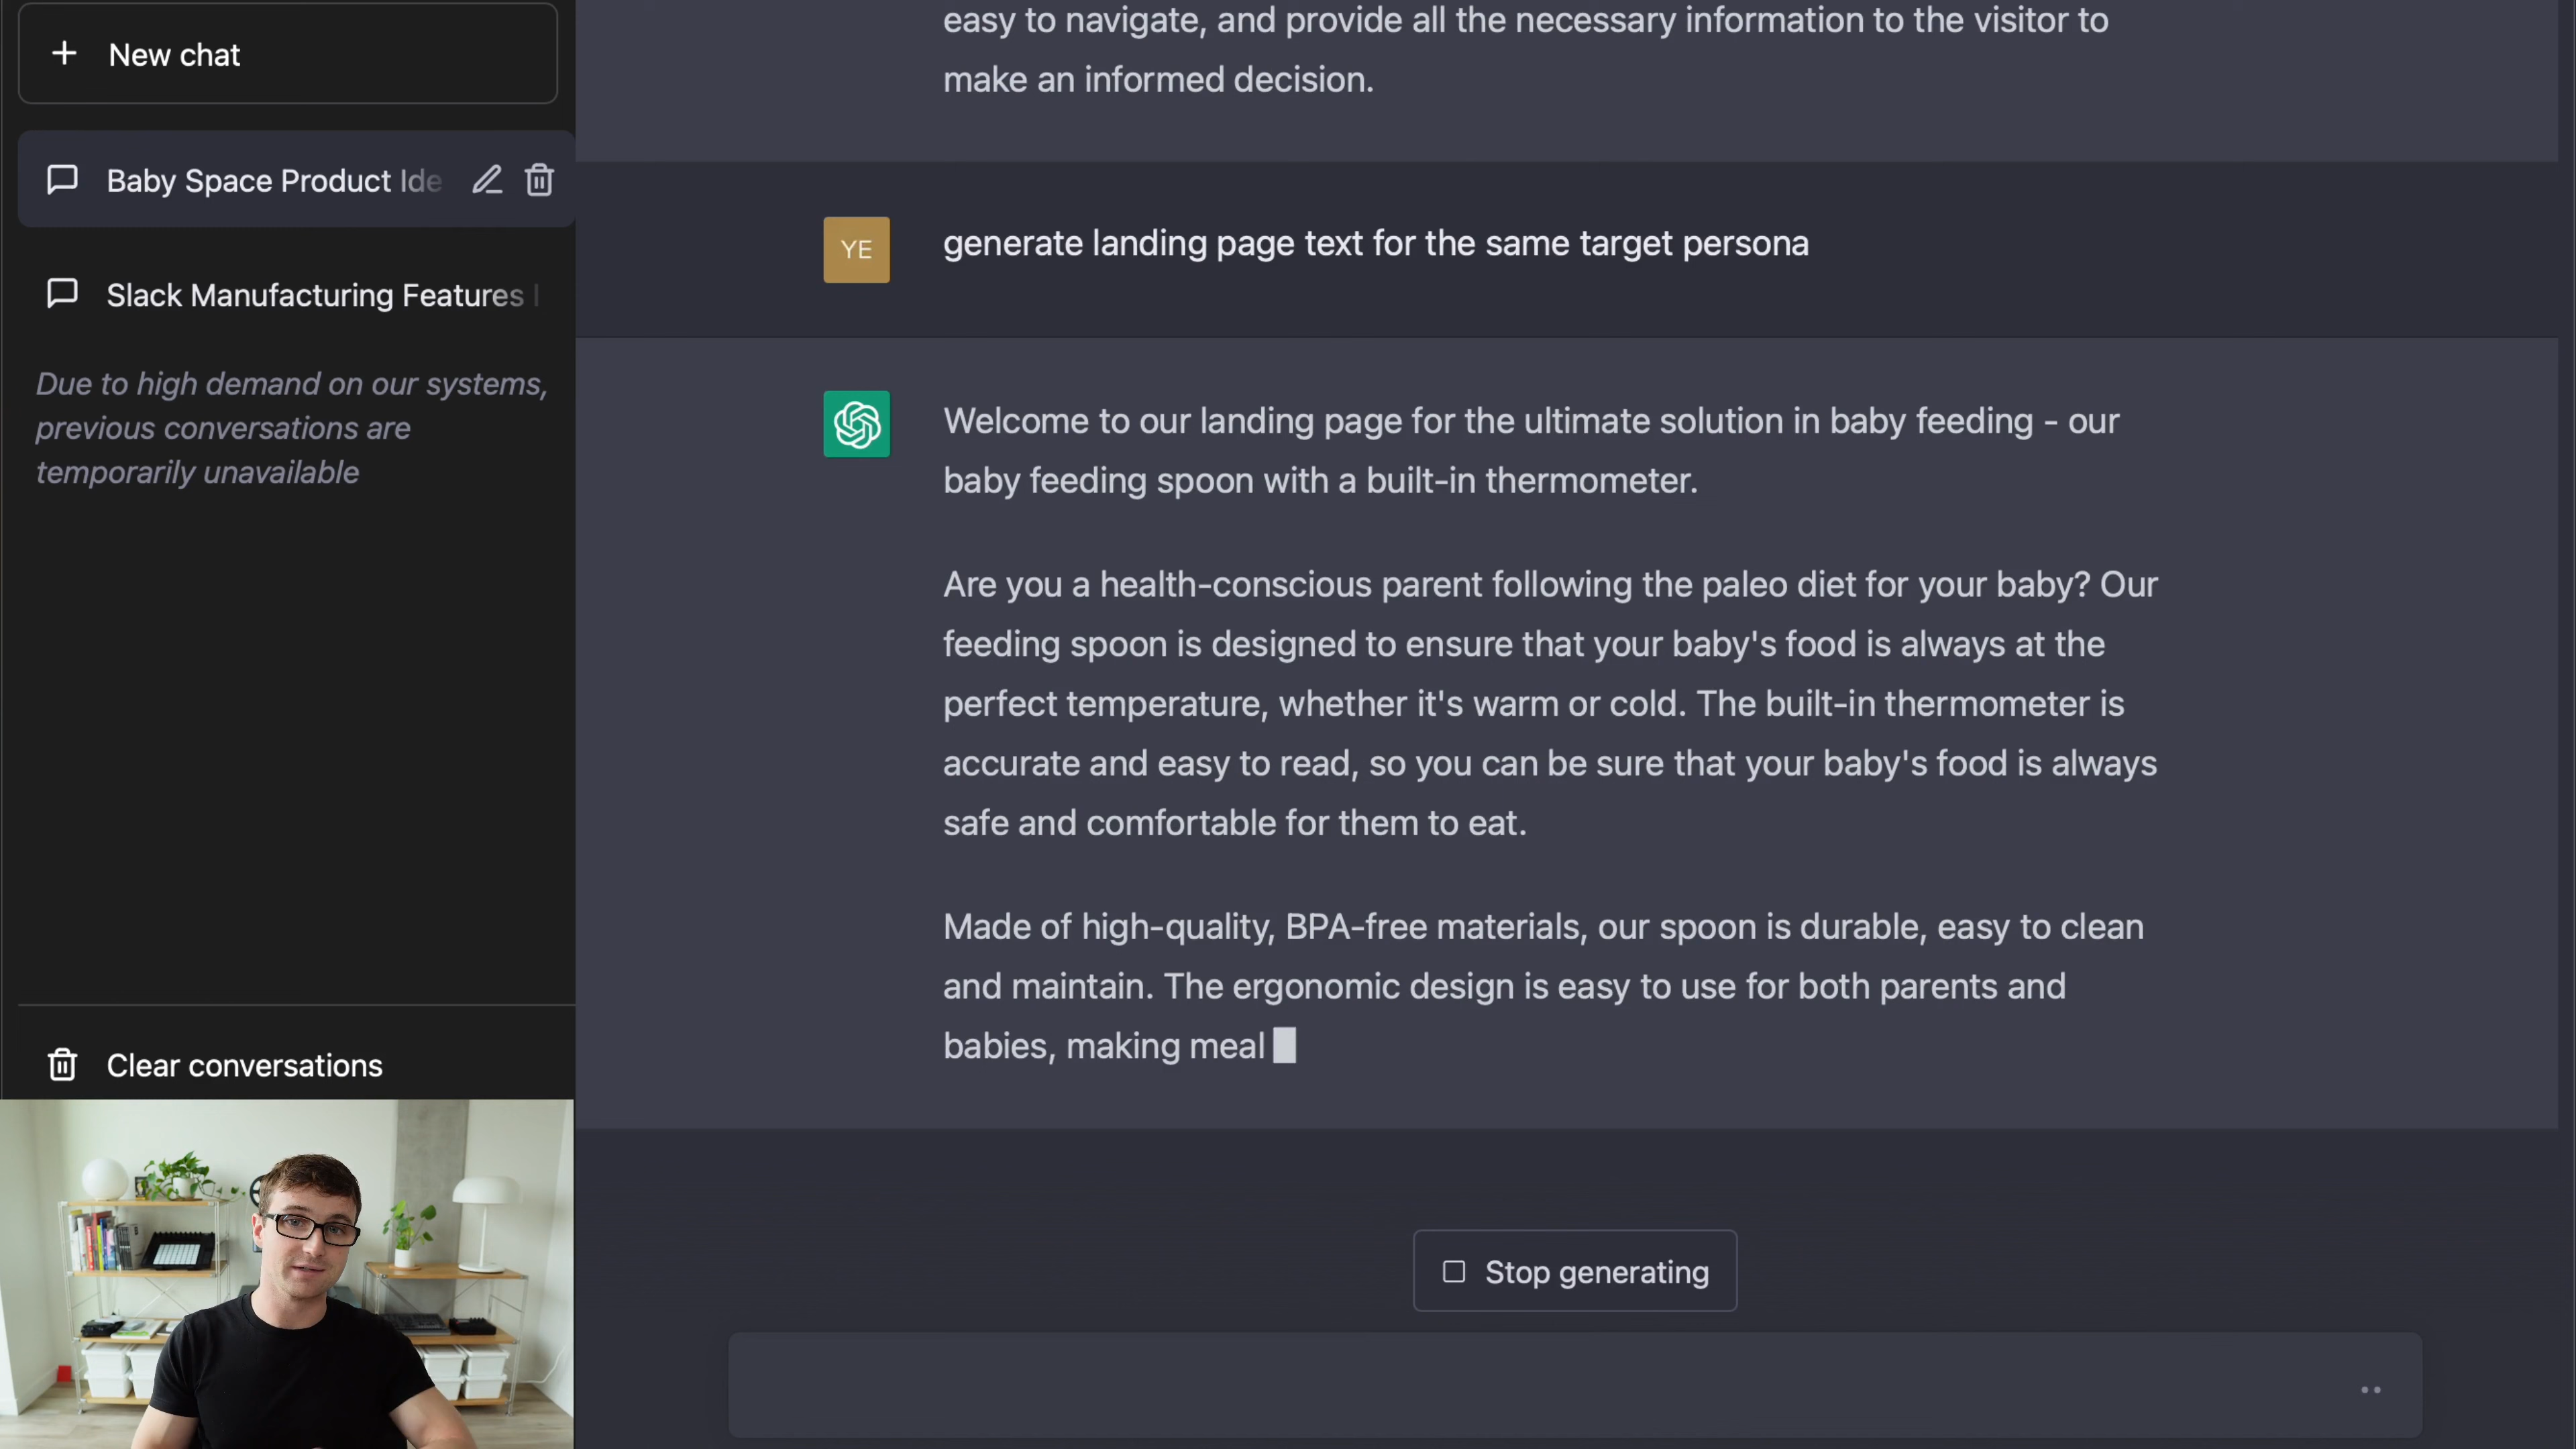 New chat
Baby Space Product Ide
Slack Manufacturing Features
Due to high demand on our systems,
previous conversations are
temporarily unavailable
Clear conversations
easy to navigate, and provide all the necessary information to the visitor to
make an informed decision.
YE
generate landing page text for the same target persona
Welcome to our landing page for the ultimate solution in baby feeding - our
baby feeding spoon with a built-in thermometer.
Are you a health-conscious parent following the paleo diet for your baby? Our
feeding spoon is designed to ensure that your baby's food is always at the
perfect temperature, whether it's warm or cold. The built-in thermometer is
accurate and easy to read, so you can be sure that your baby's food is always
safe and comfortable for them to eat.
Made of high-quality, BPA-free materials, our spoon is durable, easy to clean
and maintain. The ergonomic design is easy to use for both parents and
babies, making meal
Stop generating